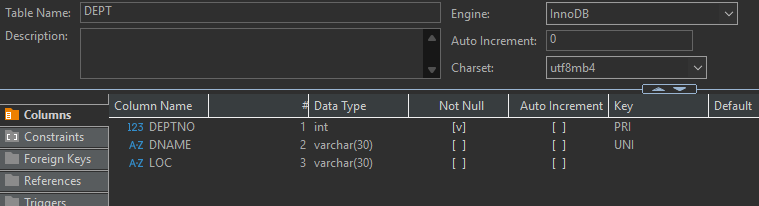 Table Name: DEPT
Engine: InnoDB
Description:
Auto Increment: 0
Charset: utf8mb4
Columns
Constraints
Foreign Keys
References
Triggers
Column Name # Data Type Not Null Auto Increment Key Default
123 DEPTNO 1 int [v] [ ] PRI
A-Z DNAME 2 varchar(30) [ ] [ ] UNI
A-Z LOC 3 varchar(30) [ ] [ ]